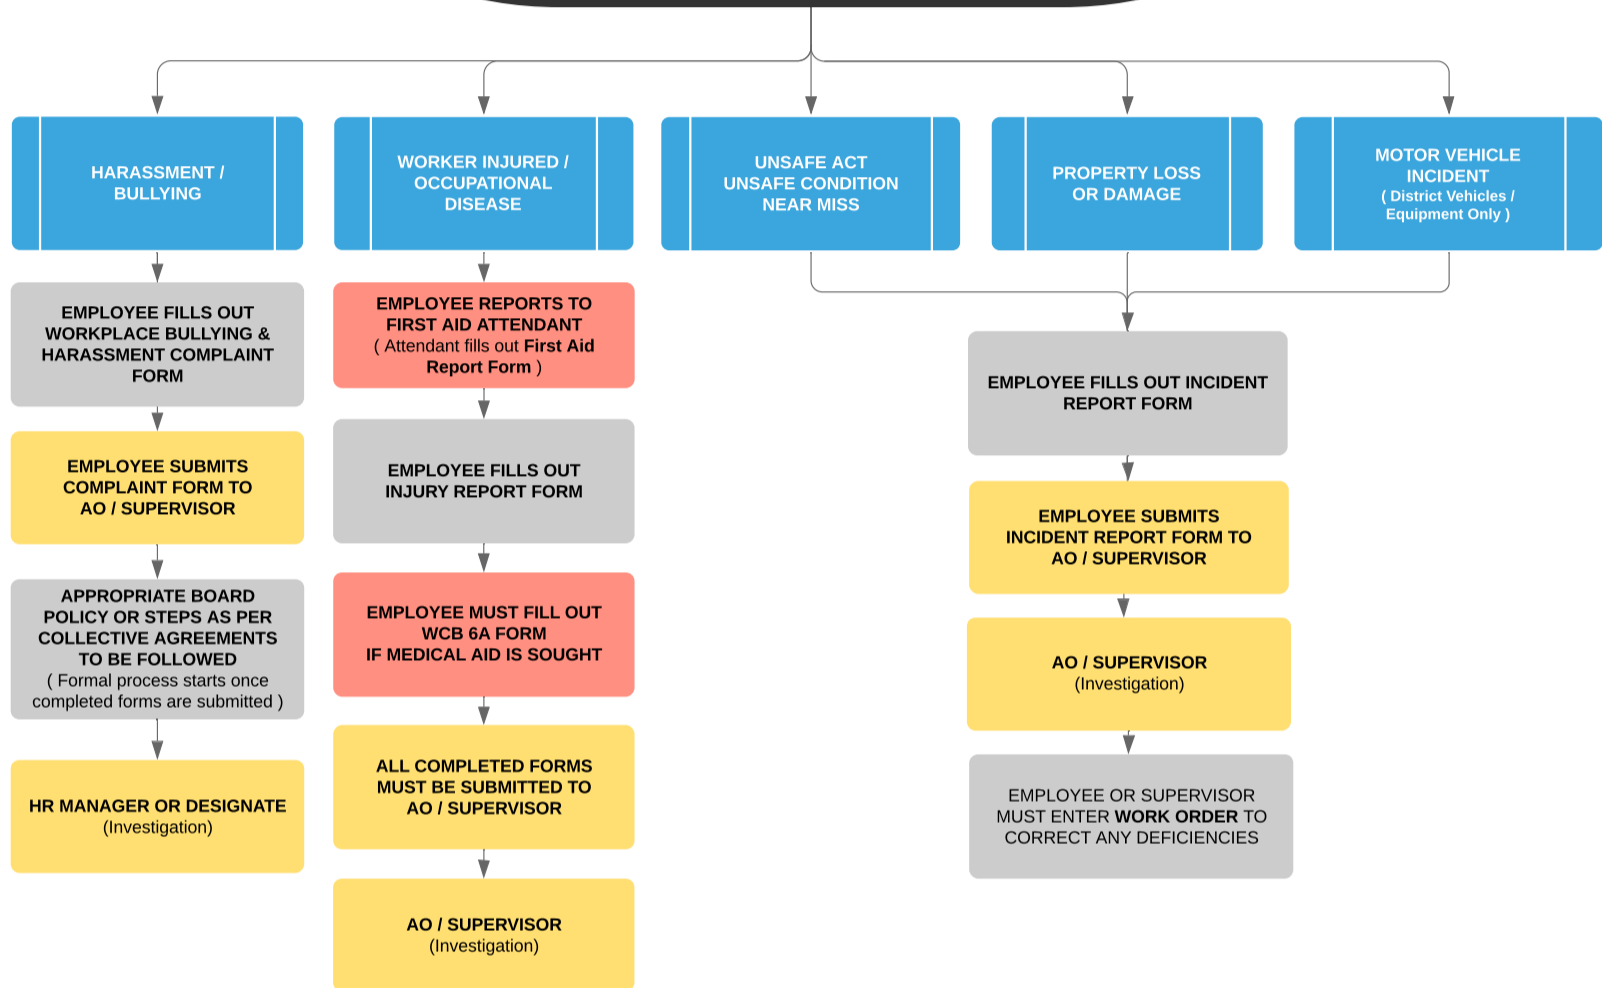 HARASSMENT /
BULLYING
WORKER INJURED /
OCCUPATIONAL
DISEASE
UNSAFE ACT
UNSAFE CONDITION
NEAR MISS
PROPERTY LOSS
OR DAMAGE
MOTOR VEHICLE
INCIDENT
( District Vehicles /
Equipment Only )
EMPLOYEE FILLS OUT
WORKPLACE BULLYING &
HARASSMENT COMPLAINT
FORM
EMPLOYEE SUBMITS
COMPLAINT FORM TO
AO / SUPERVISOR
APPROPRIATE BOARD
POLICY OR STEPS AS PER
COLLECTIVE AGREEMENTS
TO BE FOLLOWED
( Formal process starts once
completed forms are submitted )
HR MANAGER OR DESIGNATE
(Investigation)
EMPLOYEE REPORTS TO
FIRST AID ATTENDANT
( Attendant fills out First Aid
Report Form )
EMPLOYEE FILLS OUT
INJURY REPORT FORM
EMPLOYEE MUST FILL OUT
WCB 6A FORM
IF MEDICAL AID IS SOUGHT
ALL COMPLETED FORMS
MUST BE SUBMITTED TO
AO / SUPERVISOR
AO / SUPERVISOR
(Investigation)
EMPLOYEE FILLS OUT INCIDENT
REPORT FORM
EMPLOYEE SUBMITS
INCIDENT REPORT FORM TO
AO / SUPERVISOR
AO / SUPERVISOR
(Investigation)
EMPLOYEE OR SUPERVISOR
MUST ENTER WORK ORDER TO
CORRECT ANY DEFICIENCIES